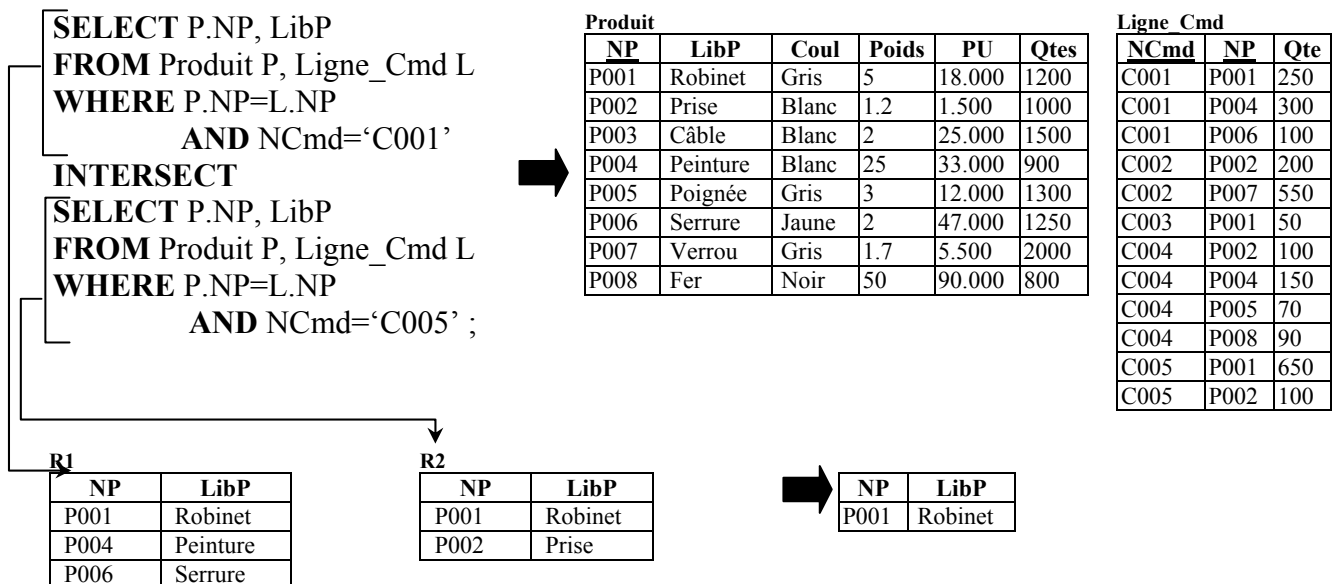 SELECT P.NP, LibP
FROM Produit P, Ligne_Cmd L
WHERE P.NP=L.NP
AND NCmd=‘C001’
INTERSECT
SELECT P.NP, LibP
FROM Produit P, Ligne_Cmd L
WHERE P.NP=L.NP
AND NCmd=‘C005’ ;
Produit
NP LibP Coul Poids PU Qtes
P001 Robinet Gris 5 18.000 1200
P002 Prise Blanc 1.2 1.500 1000
P003 Câble Blanc 2 25.000 1500
P004 Peinture Blanc 25 33.000 900
P005 Poignée Gris 3 12.000 1300
P006 Serrure Jaune 2 47.000 1250
P007 Verrou Gris 1.7 5.500 2000
P008 Fer Noir 50 90.000 800
Ligne_Cmd
NCmd NP Qte
C001 P001 250
C001 P004 300
C001 P006 100
C002 P002 200
C002 P007 550
C003 P001 50
C004 P002 100
C004 P004 150
C004 P005 70
C004 P008 90
C005 P001 650
C005 P002 100
R1
NP LibP
P001 Robinet
P004 Peinture
P006 Serrure
R2
NP LibP
P001 Robinet
P002 Prise
NP LibP
P001 Robinet